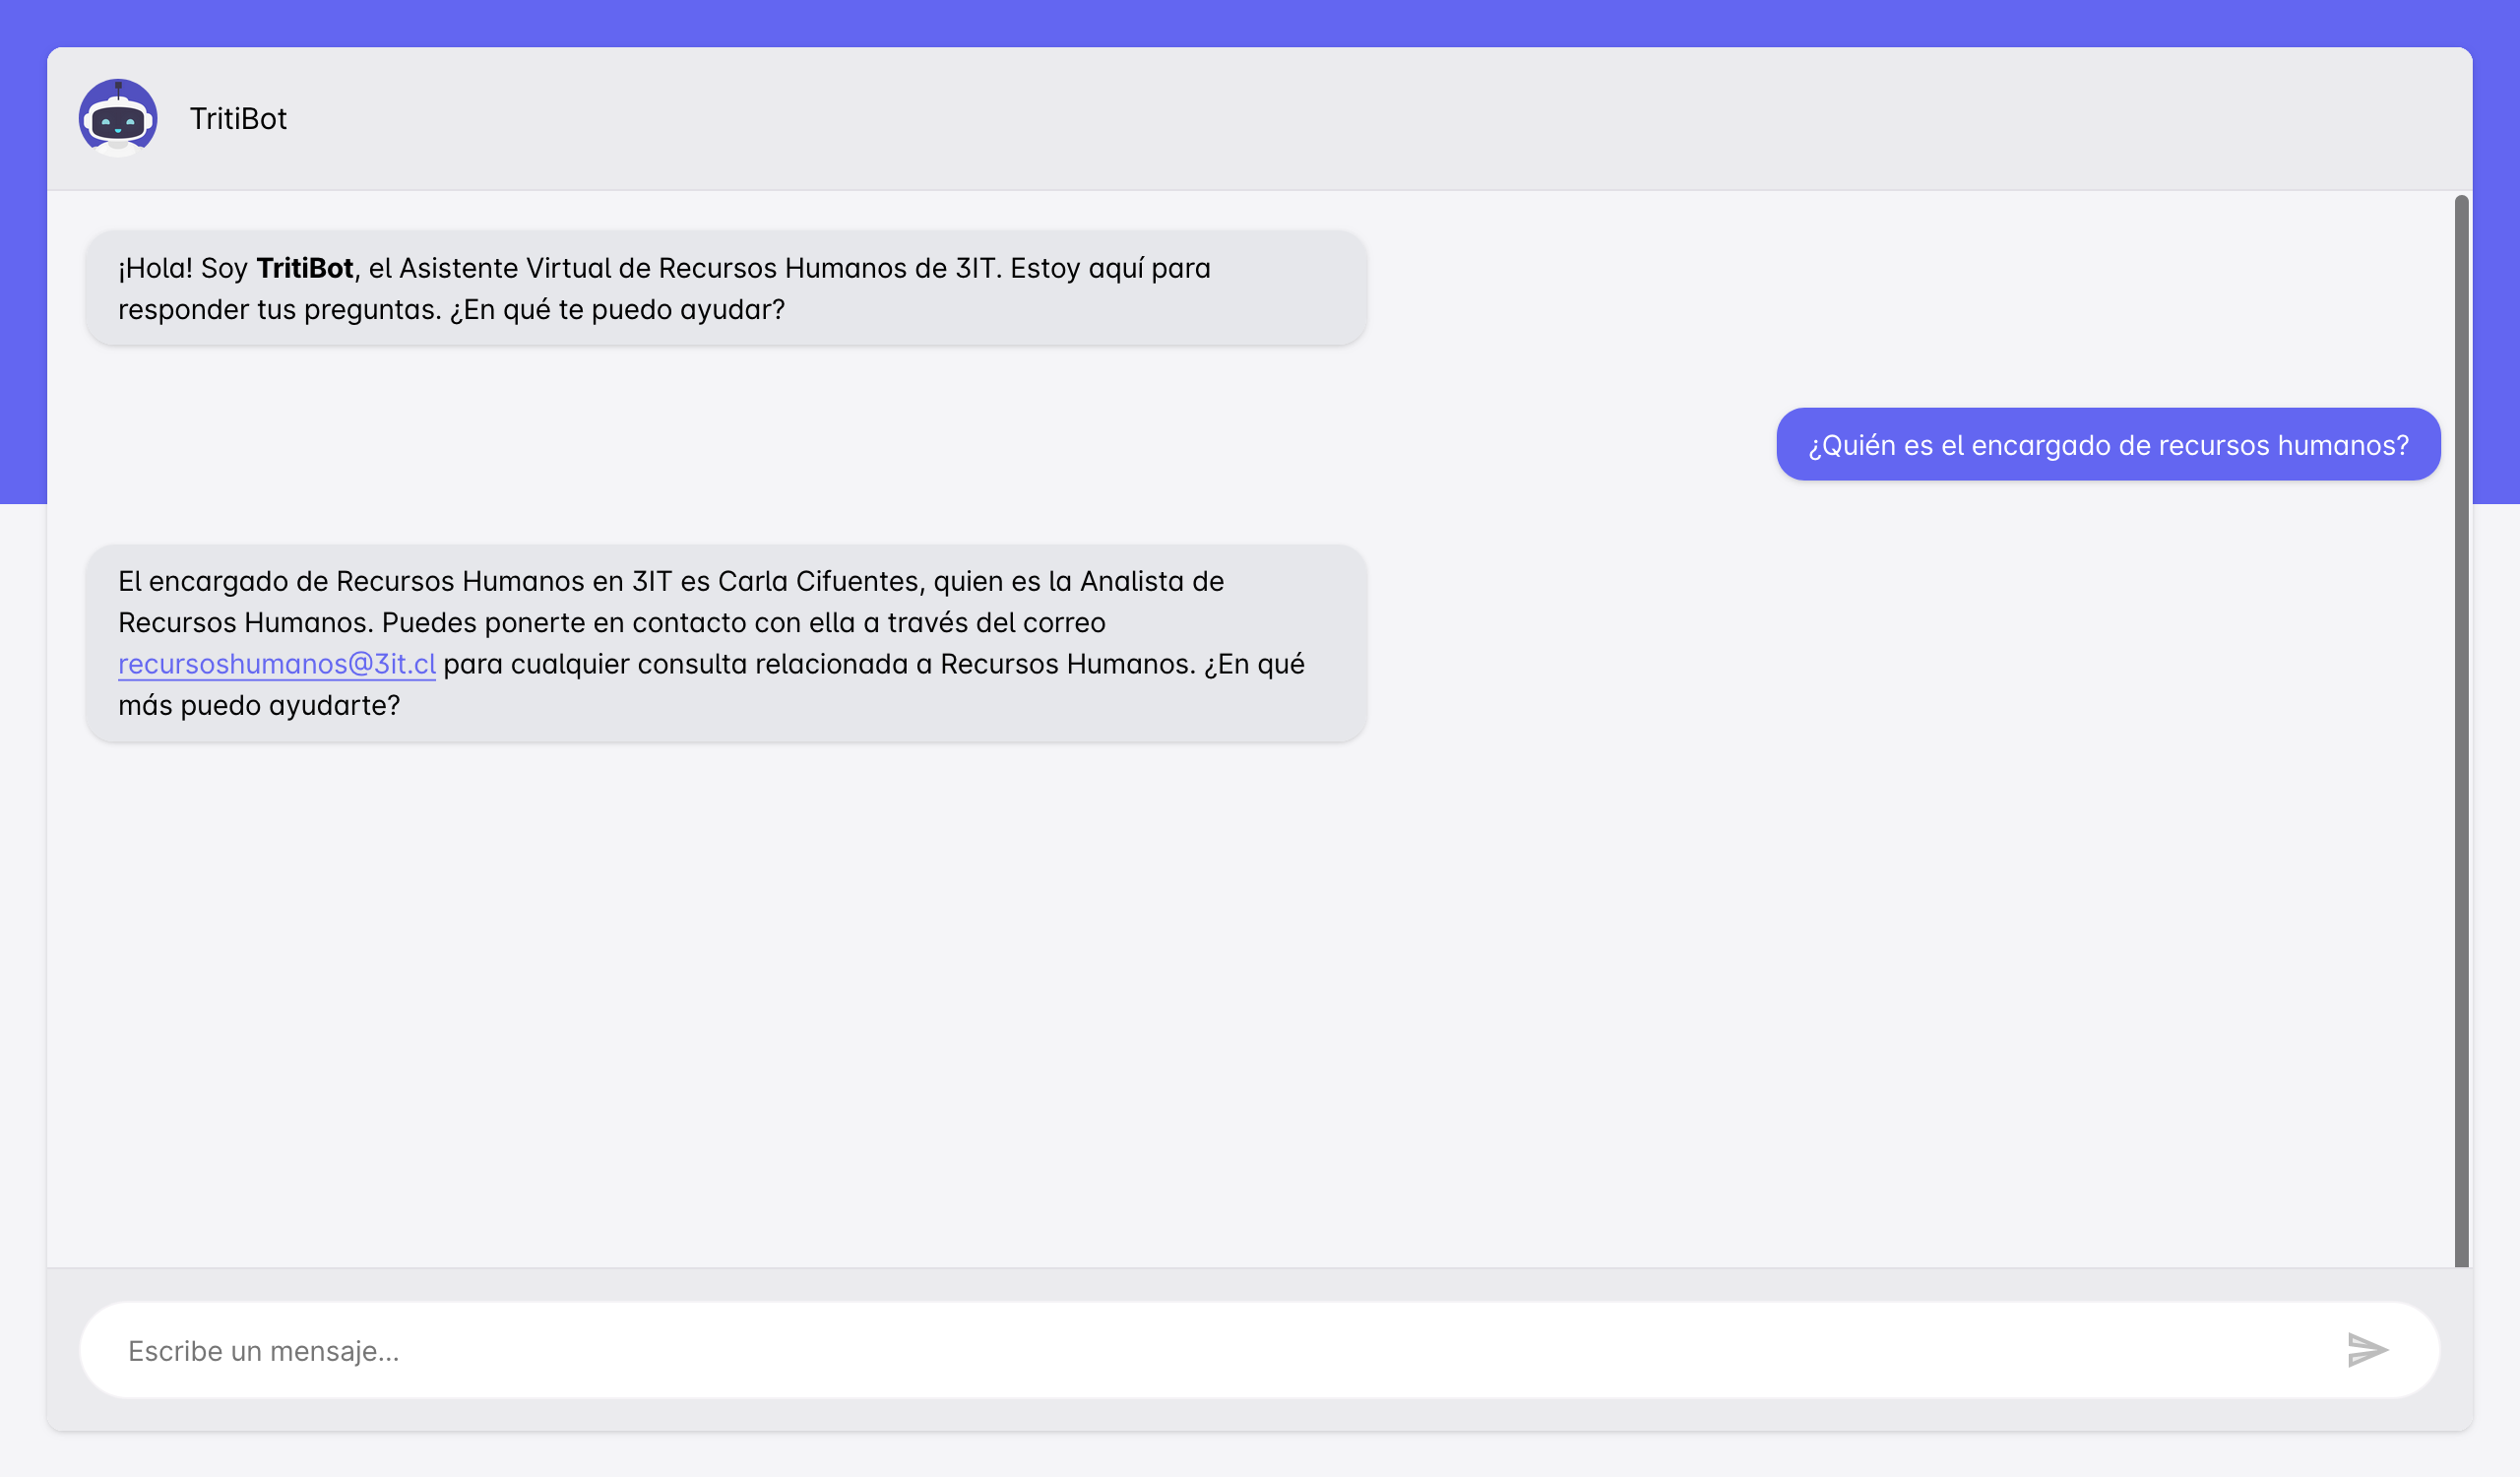 TritiBot
¡Hola! Soy TritiBot, el Asistente Virtual de Recursos Humanos de 3IT. Estoy aquí para
responder tus preguntas. ¿En qué te puedo ayudar?
¿Quién es el encargado de recursos humanos?
El encargado de Recursos Humanos en 3IT es Carla Cifuentes, quien es la Analista de
Recursos Humanos. Puedes ponerte en contacto con ella a través del correo
recursoshumanos@3it.cl para cualquier consulta relacionada a Recursos Humanos. ¿En qué
más puedo ayudarte?
Escribe un mensaje...